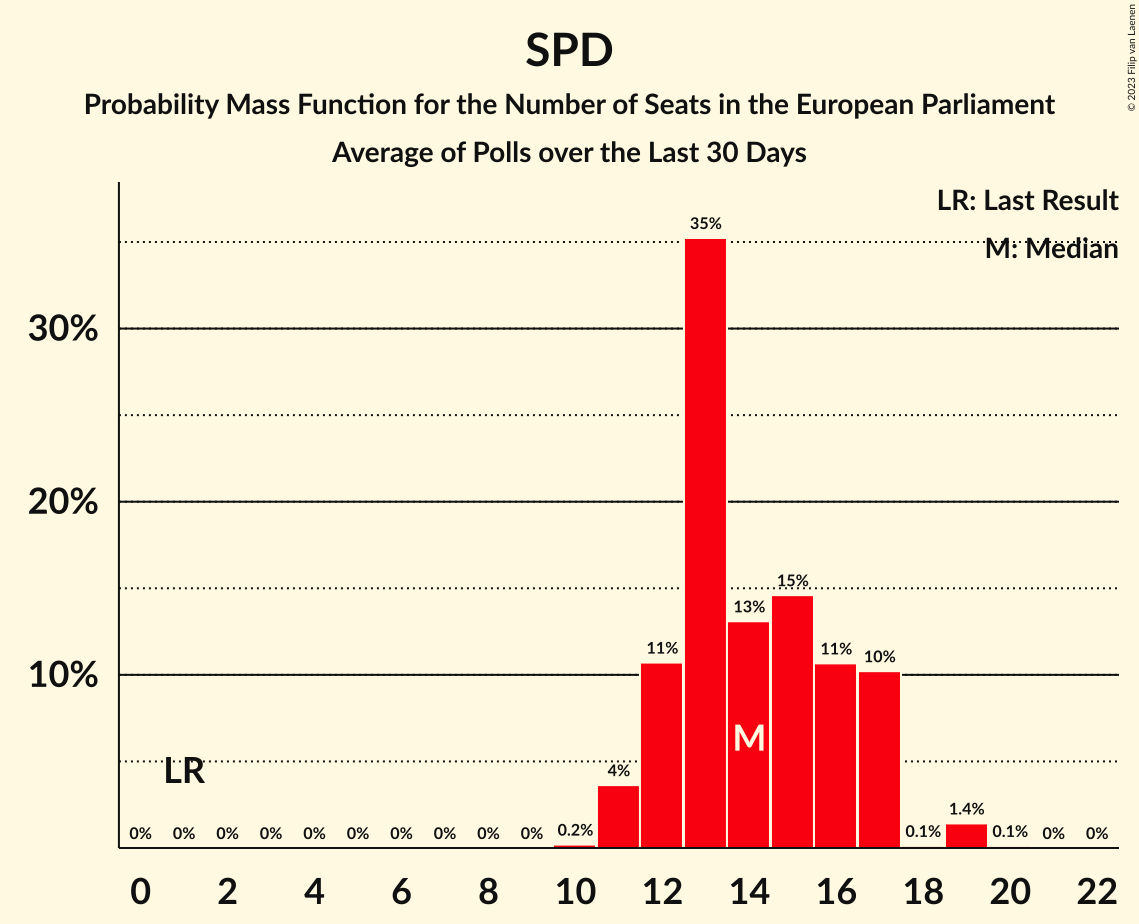 © 2023 Filip van Laenen
SPD
Probability Mass Function for the Number of Seats in the European Parliament
Average of Polls over the Last 30 Days
LR: Last Result
M: Median
35%
30%
20%
15%
13%
11%
11%
10%
10%
M
LR
4%
1.4%
0% 0% 0% 0% 0% 0% 0% 0% 0% 0% 0.2% 0.1% 0.1% 0% 0%
0 2 4 6 8 10 12 14 16 18 20 22